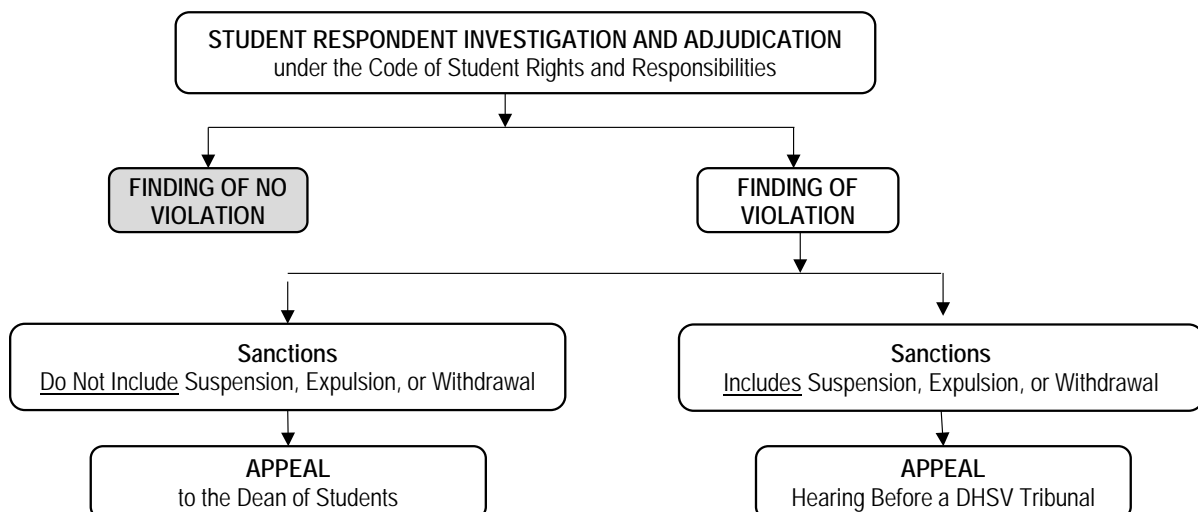 STUDENT RESPONDENT INVESTIGATION AND ADJUDICATION
under the Code of Student Rights and Responsibilities
FINDING OF NO
VIOLATION
FINDING OF
VIOLATION
Sanctions
Do Not Include Suspension, Expulsion, or Withdrawal
Sanctions
Includes Suspension, Expulsion, or Withdrawal
APPEAL
to the Dean of Students
APPEAL
Hearing Before a DHSV Tribunal